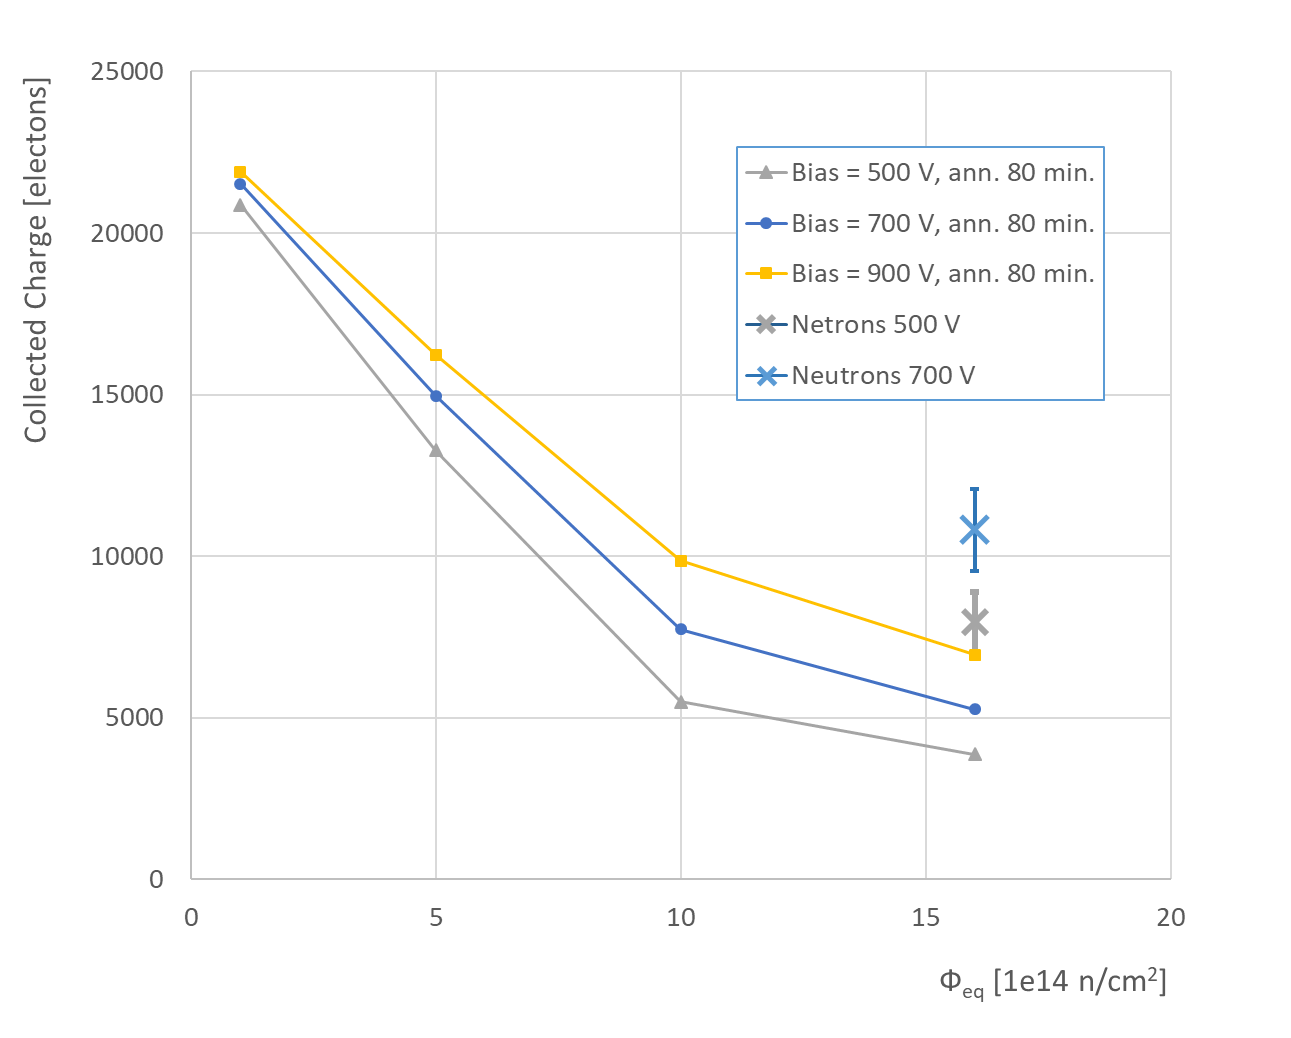 Collected Charge [electons]
25000
20000
15000
10000
5000
0
0 5 10 15 20
Bias = 500 V, ann. 80 min.
Bias = 700 V, ann. 80 min.
Bias = 900 V, ann. 80 min.
Netrons 500 V
Neutrons 700 V
Φeq [1e14 n/cm²]